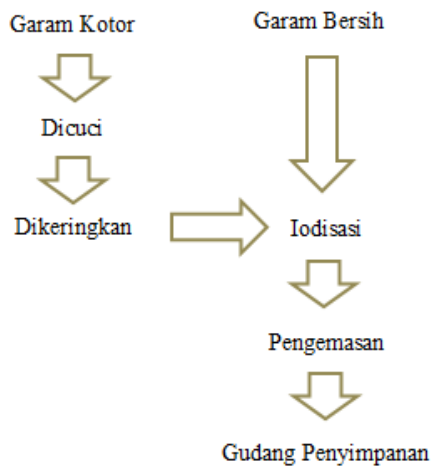 Garam Kotor
Garam Bersih
Dicuci
Dikeringkan
Iodisasi
Pengemasan
Gudang Penyimpanan